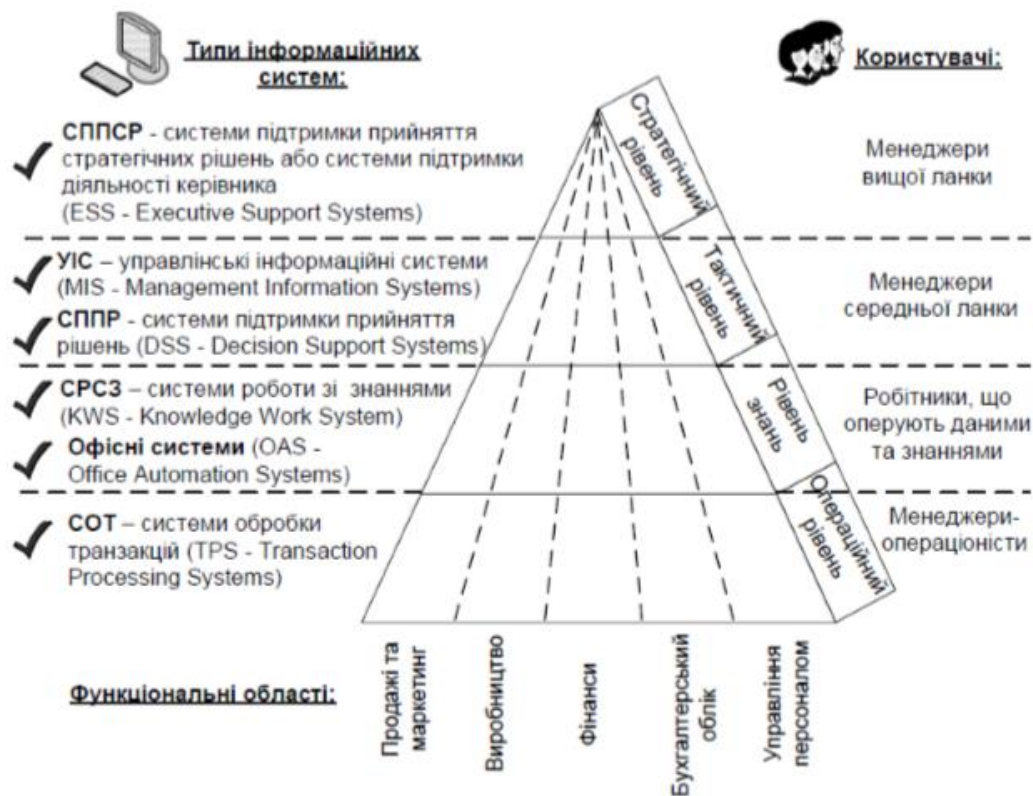 Типи інформаційних
систем:
Користувачі:
СППСР - системи підтримки прийняття
стратегічних рішень або системи підтримки
діяльності керівника
(ESS - Executive Support Systems)
Стратегічний
рівень
Менеджери
вищої ланки
УІС – управлінські інформаційні системи
(MIS - Management Information Systems)
СППР - системи підтримки прийняття
рішень (DSS - Decision Support Systems)
Тактичний
рівень
Менеджери
середньої ланки
СРСЗ – системи роботи зі знаннями
(KWS - Knowledge Work System)
Офісні системи (OAS -
Office Automation Systems)
Рівень
знань
Робітники, що
оперують даними
та знаннями
СОТ – системи обробки
транзакцій (TPS - Transaction
Processing Systems)
Операційний
рівень
Менеджери-
операціоністи
Функціональні області:
Продажі та
маркетинг
Виробництво
Фінанси
Бухгалтерський
облік
Управління
персоналом